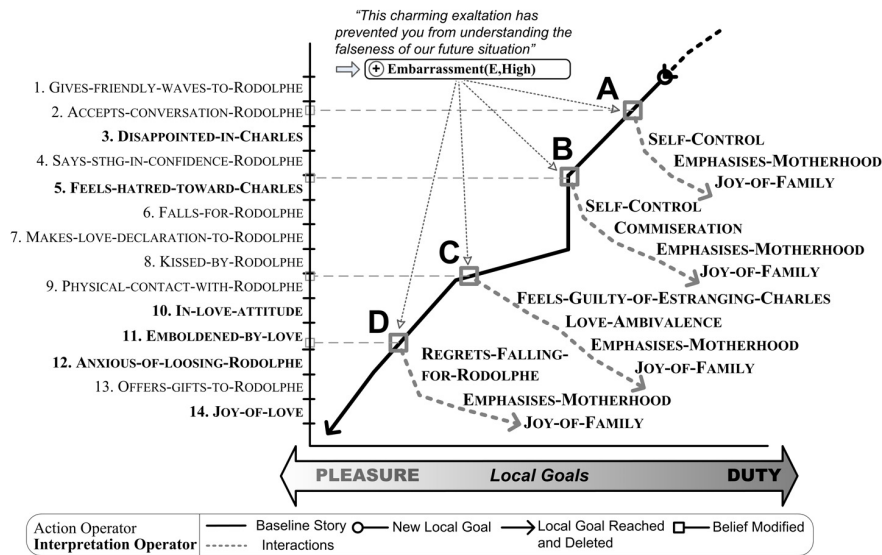 “This charming exaltation has
prevented you from understanding the
falseness of our future situation”
+ Embarrassment(E,High)
1. Gives-friendly-waves-to-Rodolphe
2. Accepts-conversation-Rodolphe
3. Disappointed-in-Charles
4. Says-sthg-in-confidence-Rodolphe
5. Feels-hatred-toward-Charles
6. Falls-for-Rodolphe
7. Makes-love-declaration-to-Rodolphe
8. Kissed-by-Rodolphe
9. Physical-contact-with-Rodolphe
10. In-love-attitude
11. Emboldened-by-love
12. Anxious-of-loosing-Rodolphe
13. Offers-gifts-to-Rodolphe
14. Joy-of-love
A
Self-Control
Emphasises-Motherhood
Joy-of-Family
B
Self-Control
Commiseration
Emphasises-Motherhood
Joy-of-Family
C
Feels-Guilty-of-Estranging-Charles
Love-Ambivalence
Emphasises-Motherhood
Joy-of-Family
D
Regrets-Falling-
for-Rodolphe
Emphasises-Motherhood
Joy-of-Family
PLEASURE Local Goals DUTY
Action Operator
Interpretation Operator
Baseline Story
Interactions
New Local Goal
Local Goal Reached
and Deleted
Belief Modified